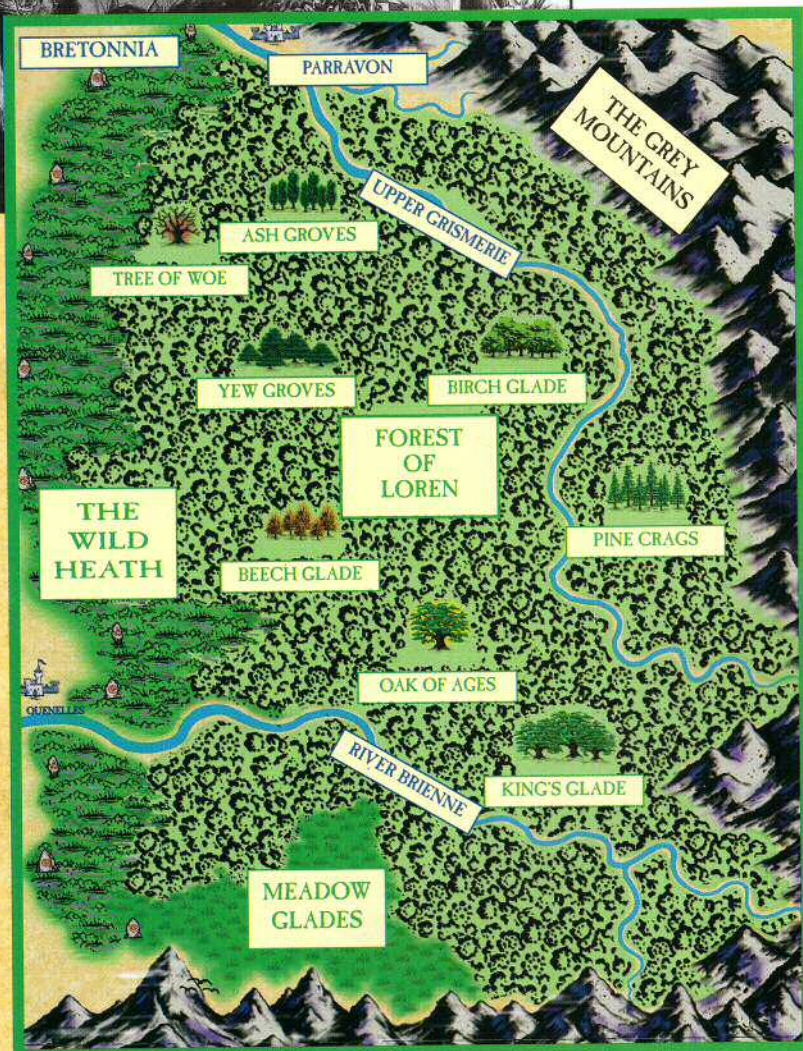 BRETONNIA
PARRAVON
THE GREY
MOUNTAINS
UPPER GRISMERIE
ASH GROVES
TREE OF WOE
YEW GROVES
BIRCH GLADE
FOREST
OF
LOREN
THE
WILD
HEATH
PINE CRAGS
BEECH GLADE
OAK OF AGES
QUENELLES
RIVER BRIENNE
KING'S GLADE
MEADOW
GLADES